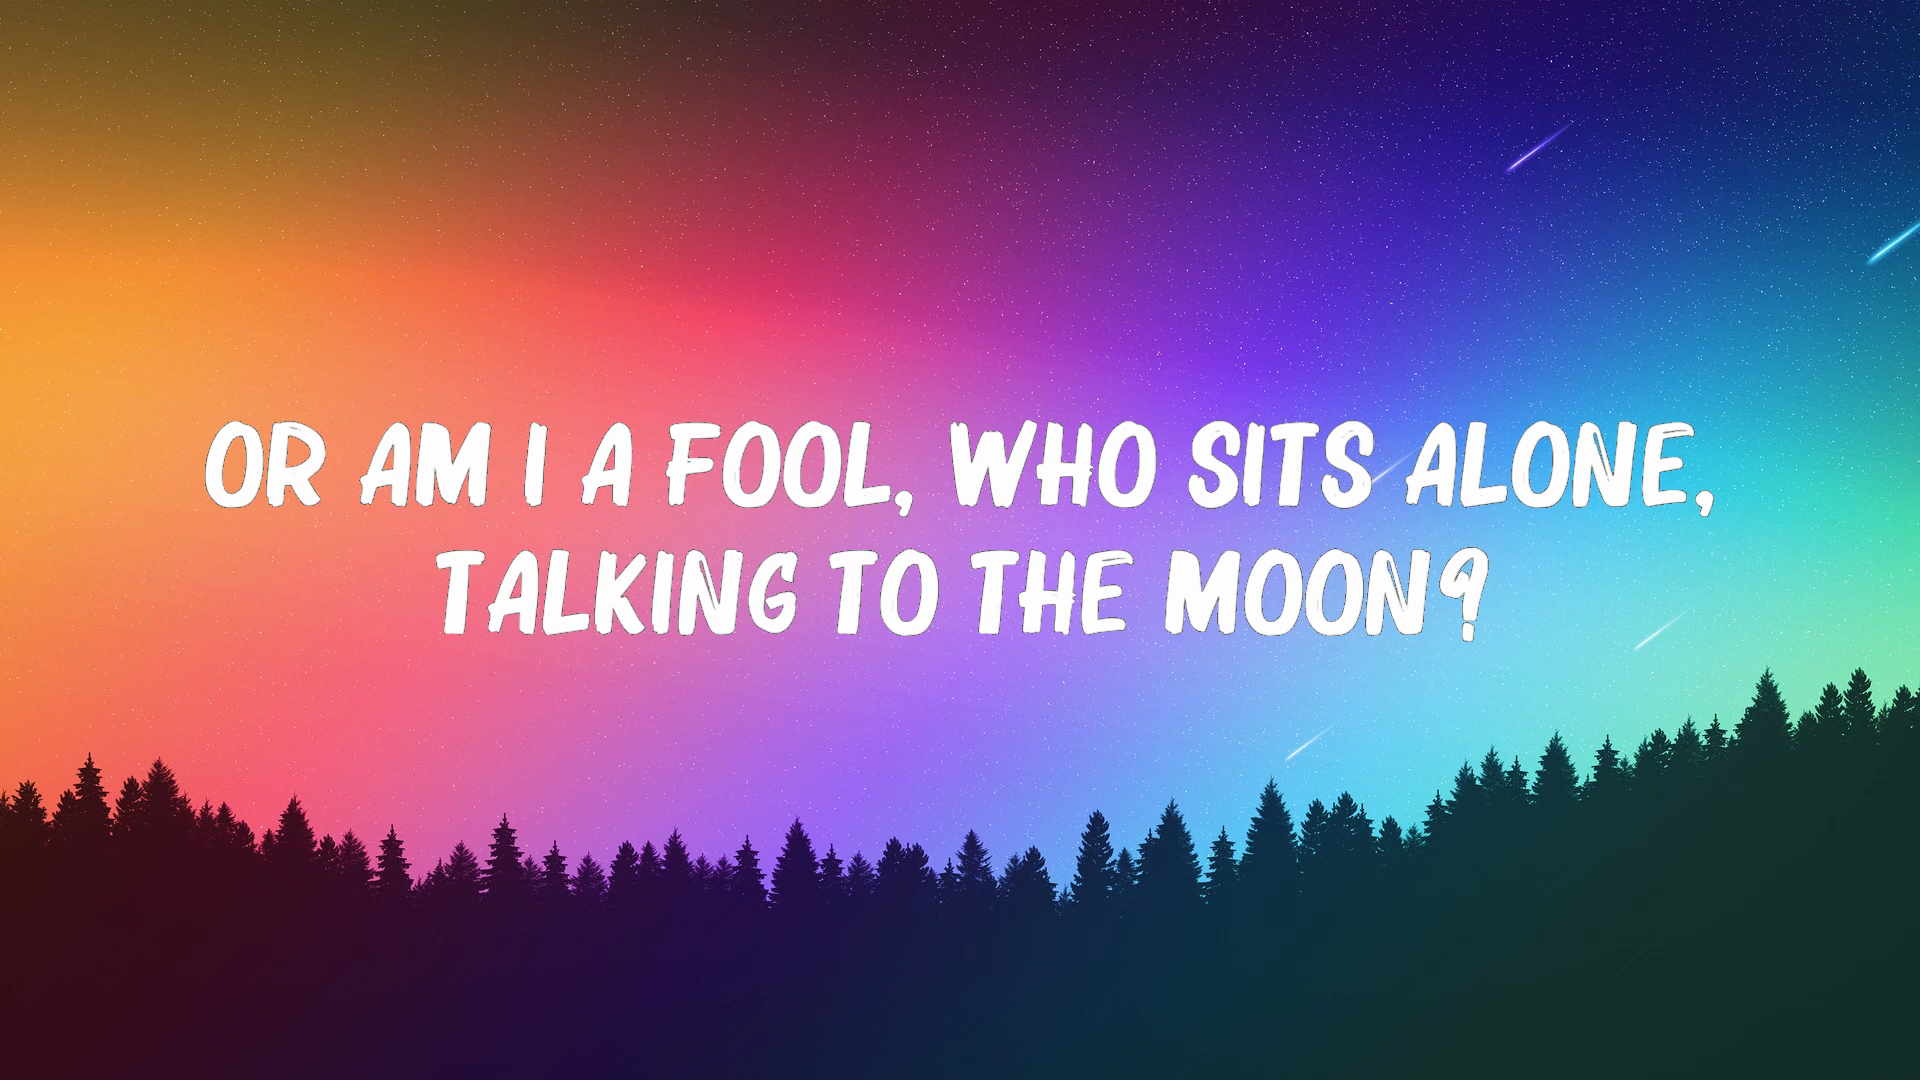 OR AM I A FOOL, WHO SITS ALONE,
TALKING TO THE MOON?